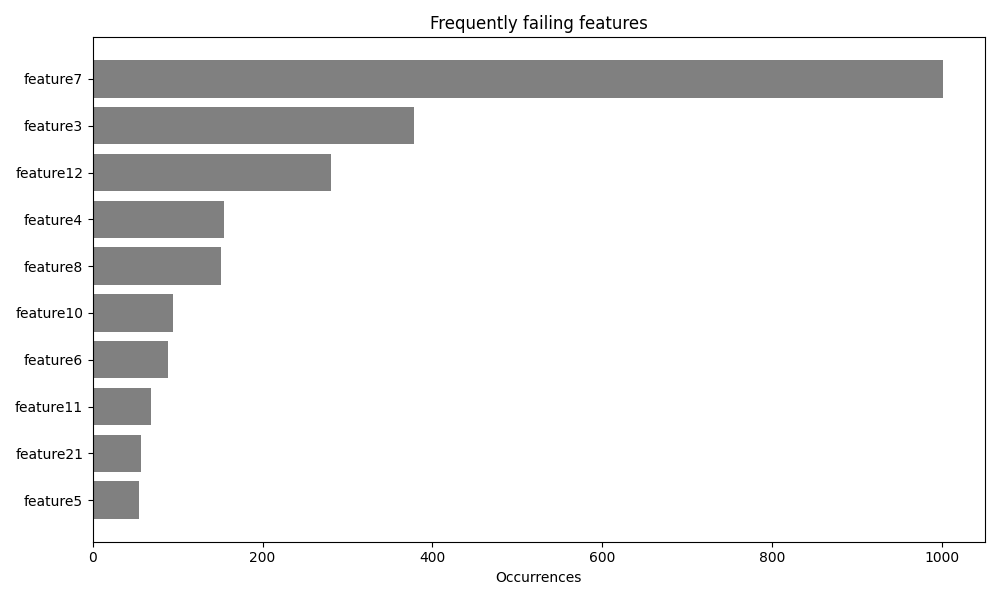 Frequently failing features
feature7
feature3
feature12
feature4
feature8
feature10
feature6
feature11
feature21
feature5
0 200 400 600 800 1000
Occurrences